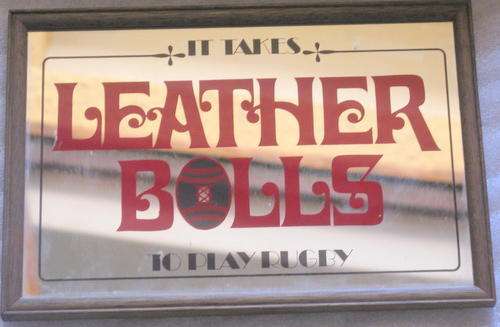 IT TAKES
LEATHER
BOLLS
TO PLAY RUGBY